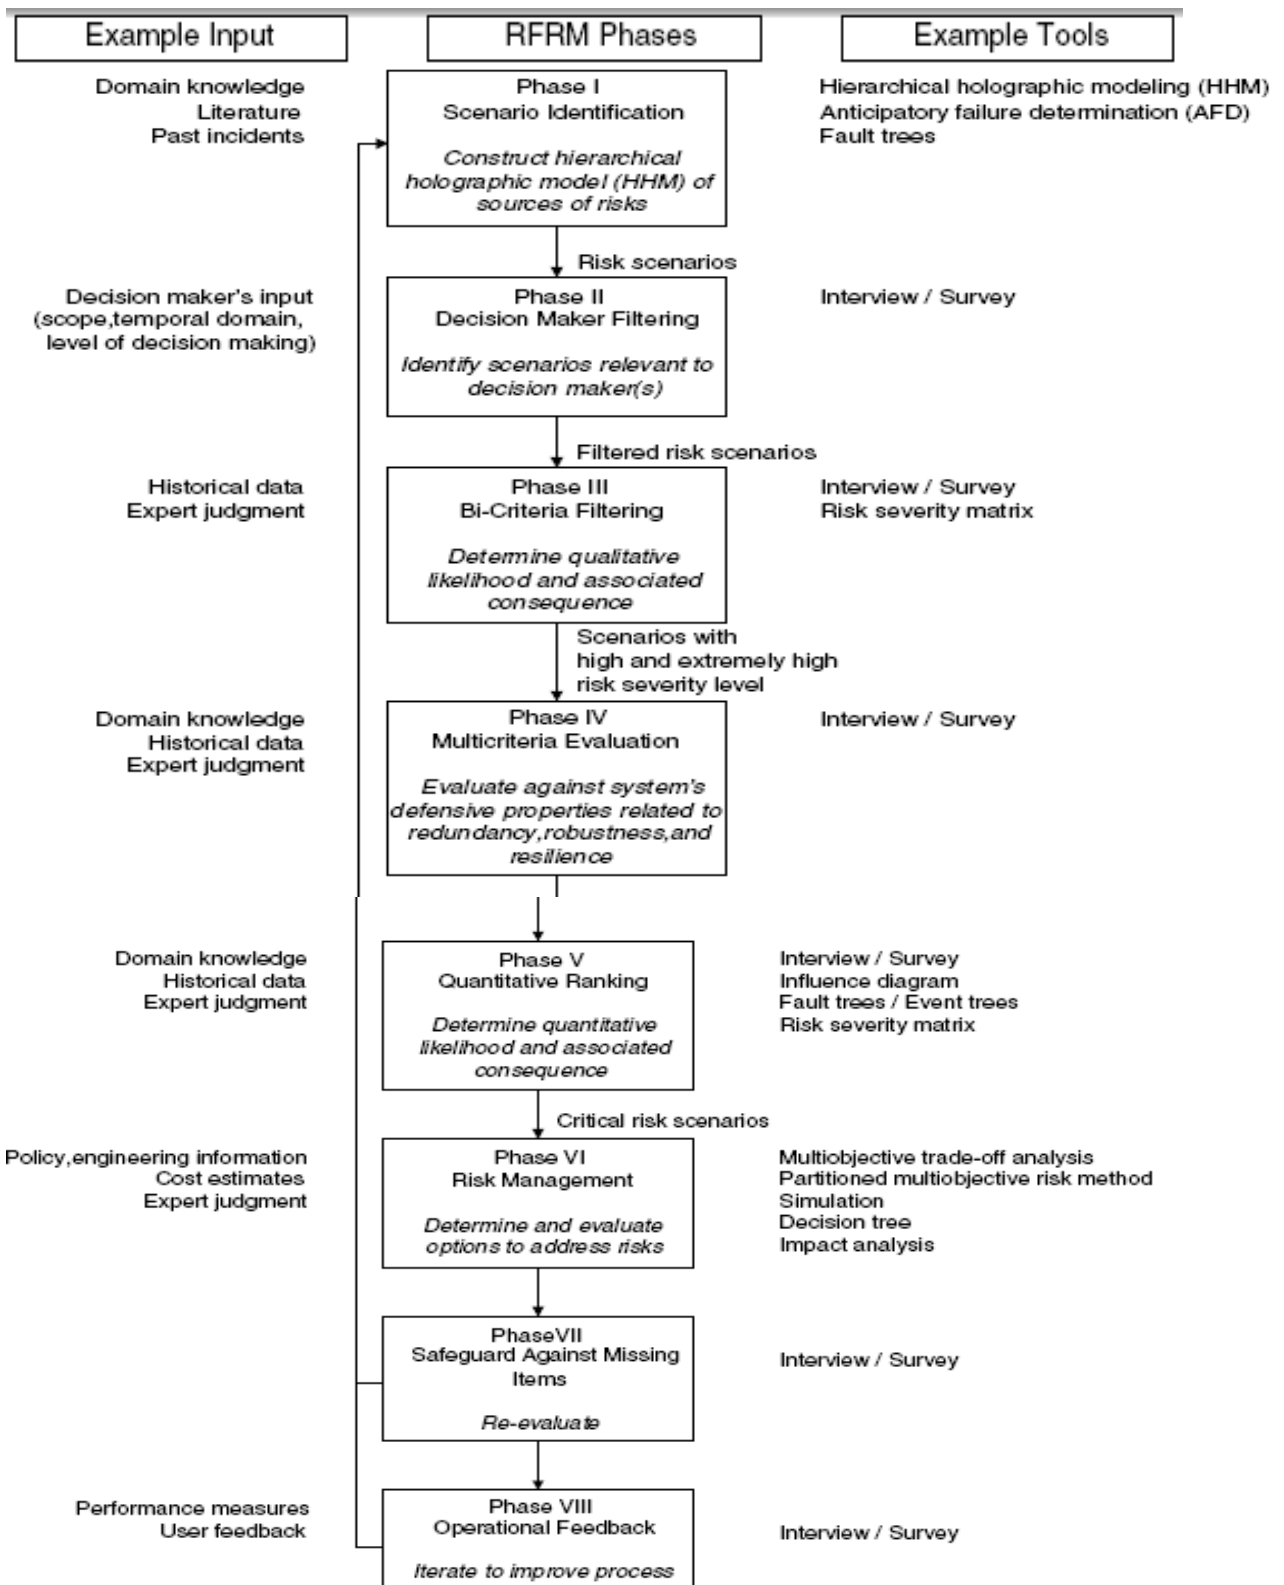 Example Input
RFRM Phases
Example Tools
Domain knowledge
Literature
Past incidents
Phase I
Scenario Identification
Construct hierarchical
holographic model (HHM) of
sources of risks
Hierarchical holographic modeling (HHM)
Anticipatory failure determination (AFD)
Fault trees
Risk scenarios
Decision maker's input
(scope,temporal domain,
level of decision making)
Phase II
Decision Maker Filtering
Identify scenarios relevant to
decision maker(s)
Interview / Survey
Filtered risk scenarios
Historical data
Expert judgment
Phase III
Bi-Criteria Filtering
Determine qualitative
likelihood and associated
consequence
Interview / Survey
Risk severity matrix
Scenarios with
high and extremely high
risk severity level
Domain knowledge
Historical data
Expert judgment
Phase IV
Multicriteria Evaluation
Evaluate against system's
defensive properties related to
redundancy,robustness,and
resilience
Interview / Survey
Domain knowledge
Historical data
Expert judgment
Phase V
Quantitative Ranking
Determine quantitative
likelihood and associated
consequence
Interview / Survey
Influence diagram
Fault trees / Event trees
Risk severity matrix
Critical risk scenarios
Policy,engineering information
Cost estimates
Expert judgment
Phase VI
Risk Management
Determine and evaluate
options to address risks
Multiobjective trade-off analysis
Partitioned multiobjective risk method
Simulation
Decision tree
Impact analysis
PhaseVII
Safeguard Against Missing
Items
Re-evaluate
Interview / Survey
Performance measures
User feedback
Phase VIII
Operational Feedback
Iterate to improve process
Interview / Survey